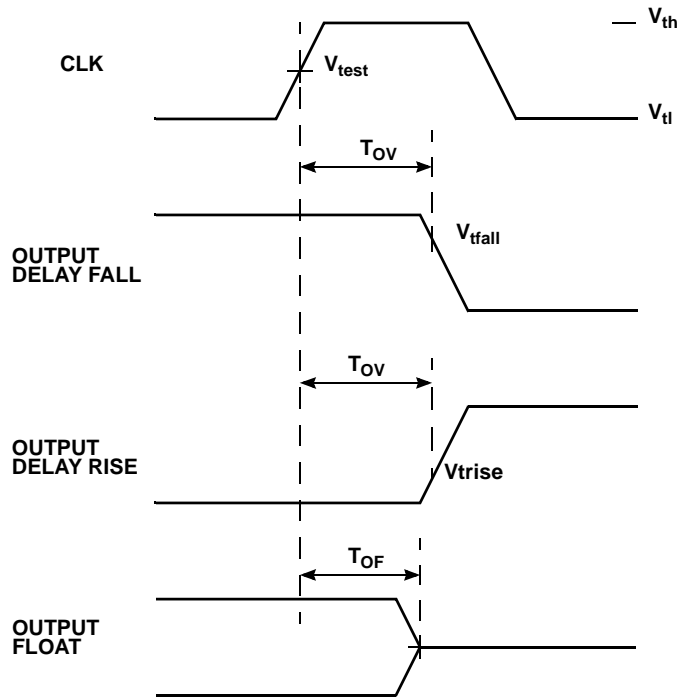 V_th
CLK
V_test
V_tl
T_OV
V_tfall
OUTPUT
DELAY FALL
T_OV
OUTPUT
DELAY RISE
Vtrise
T_OF
OUTPUT
FLOAT